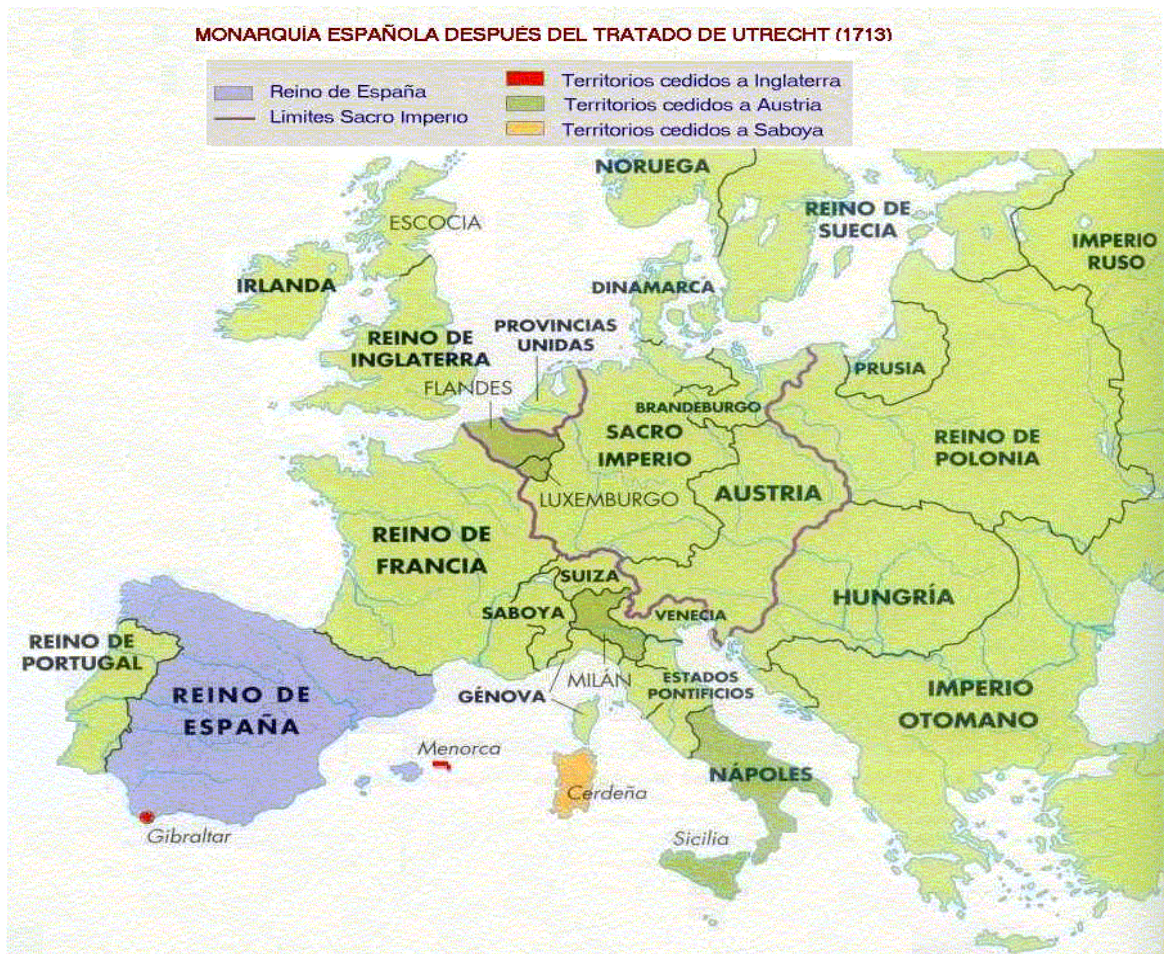 MONARQUÍA ESPAÑOLA DESPUÉS DEL TRATADO DE UTRECHT (1713)
Reino de España
Límites Sacro Imperio
Territorios cedidos a Inglaterra
Territorios cedidos a Austria
Territorios cedidos a Saboya
NORUEGA
ESCOCIA
REINO DE
SUECIA
IMPERIO
RUSO
IRLANDA
DINAMARCA
PROVINCIAS
UNIDAS
REINO DE
INGLATERRA
FLANDES
PRUSIA
BRANDEBURGO
SACRO
IMPERIO
REINO DE
POLONIA
LUXEMBURGO
AUSTRIA
REINO DE
FRANCIA
SUIZA
SABOYA
VENECIA
HUNGRÍA
REINO DE
PORTUGAL
REINO DE
ESPAÑA
GÉNOVA
MILÁN
ESTADOS
PONTIFICIOS
IMPERIO
OTOMANO
Menorca
NÁPOLES
Cerdeña
Gibraltar
Sicilia